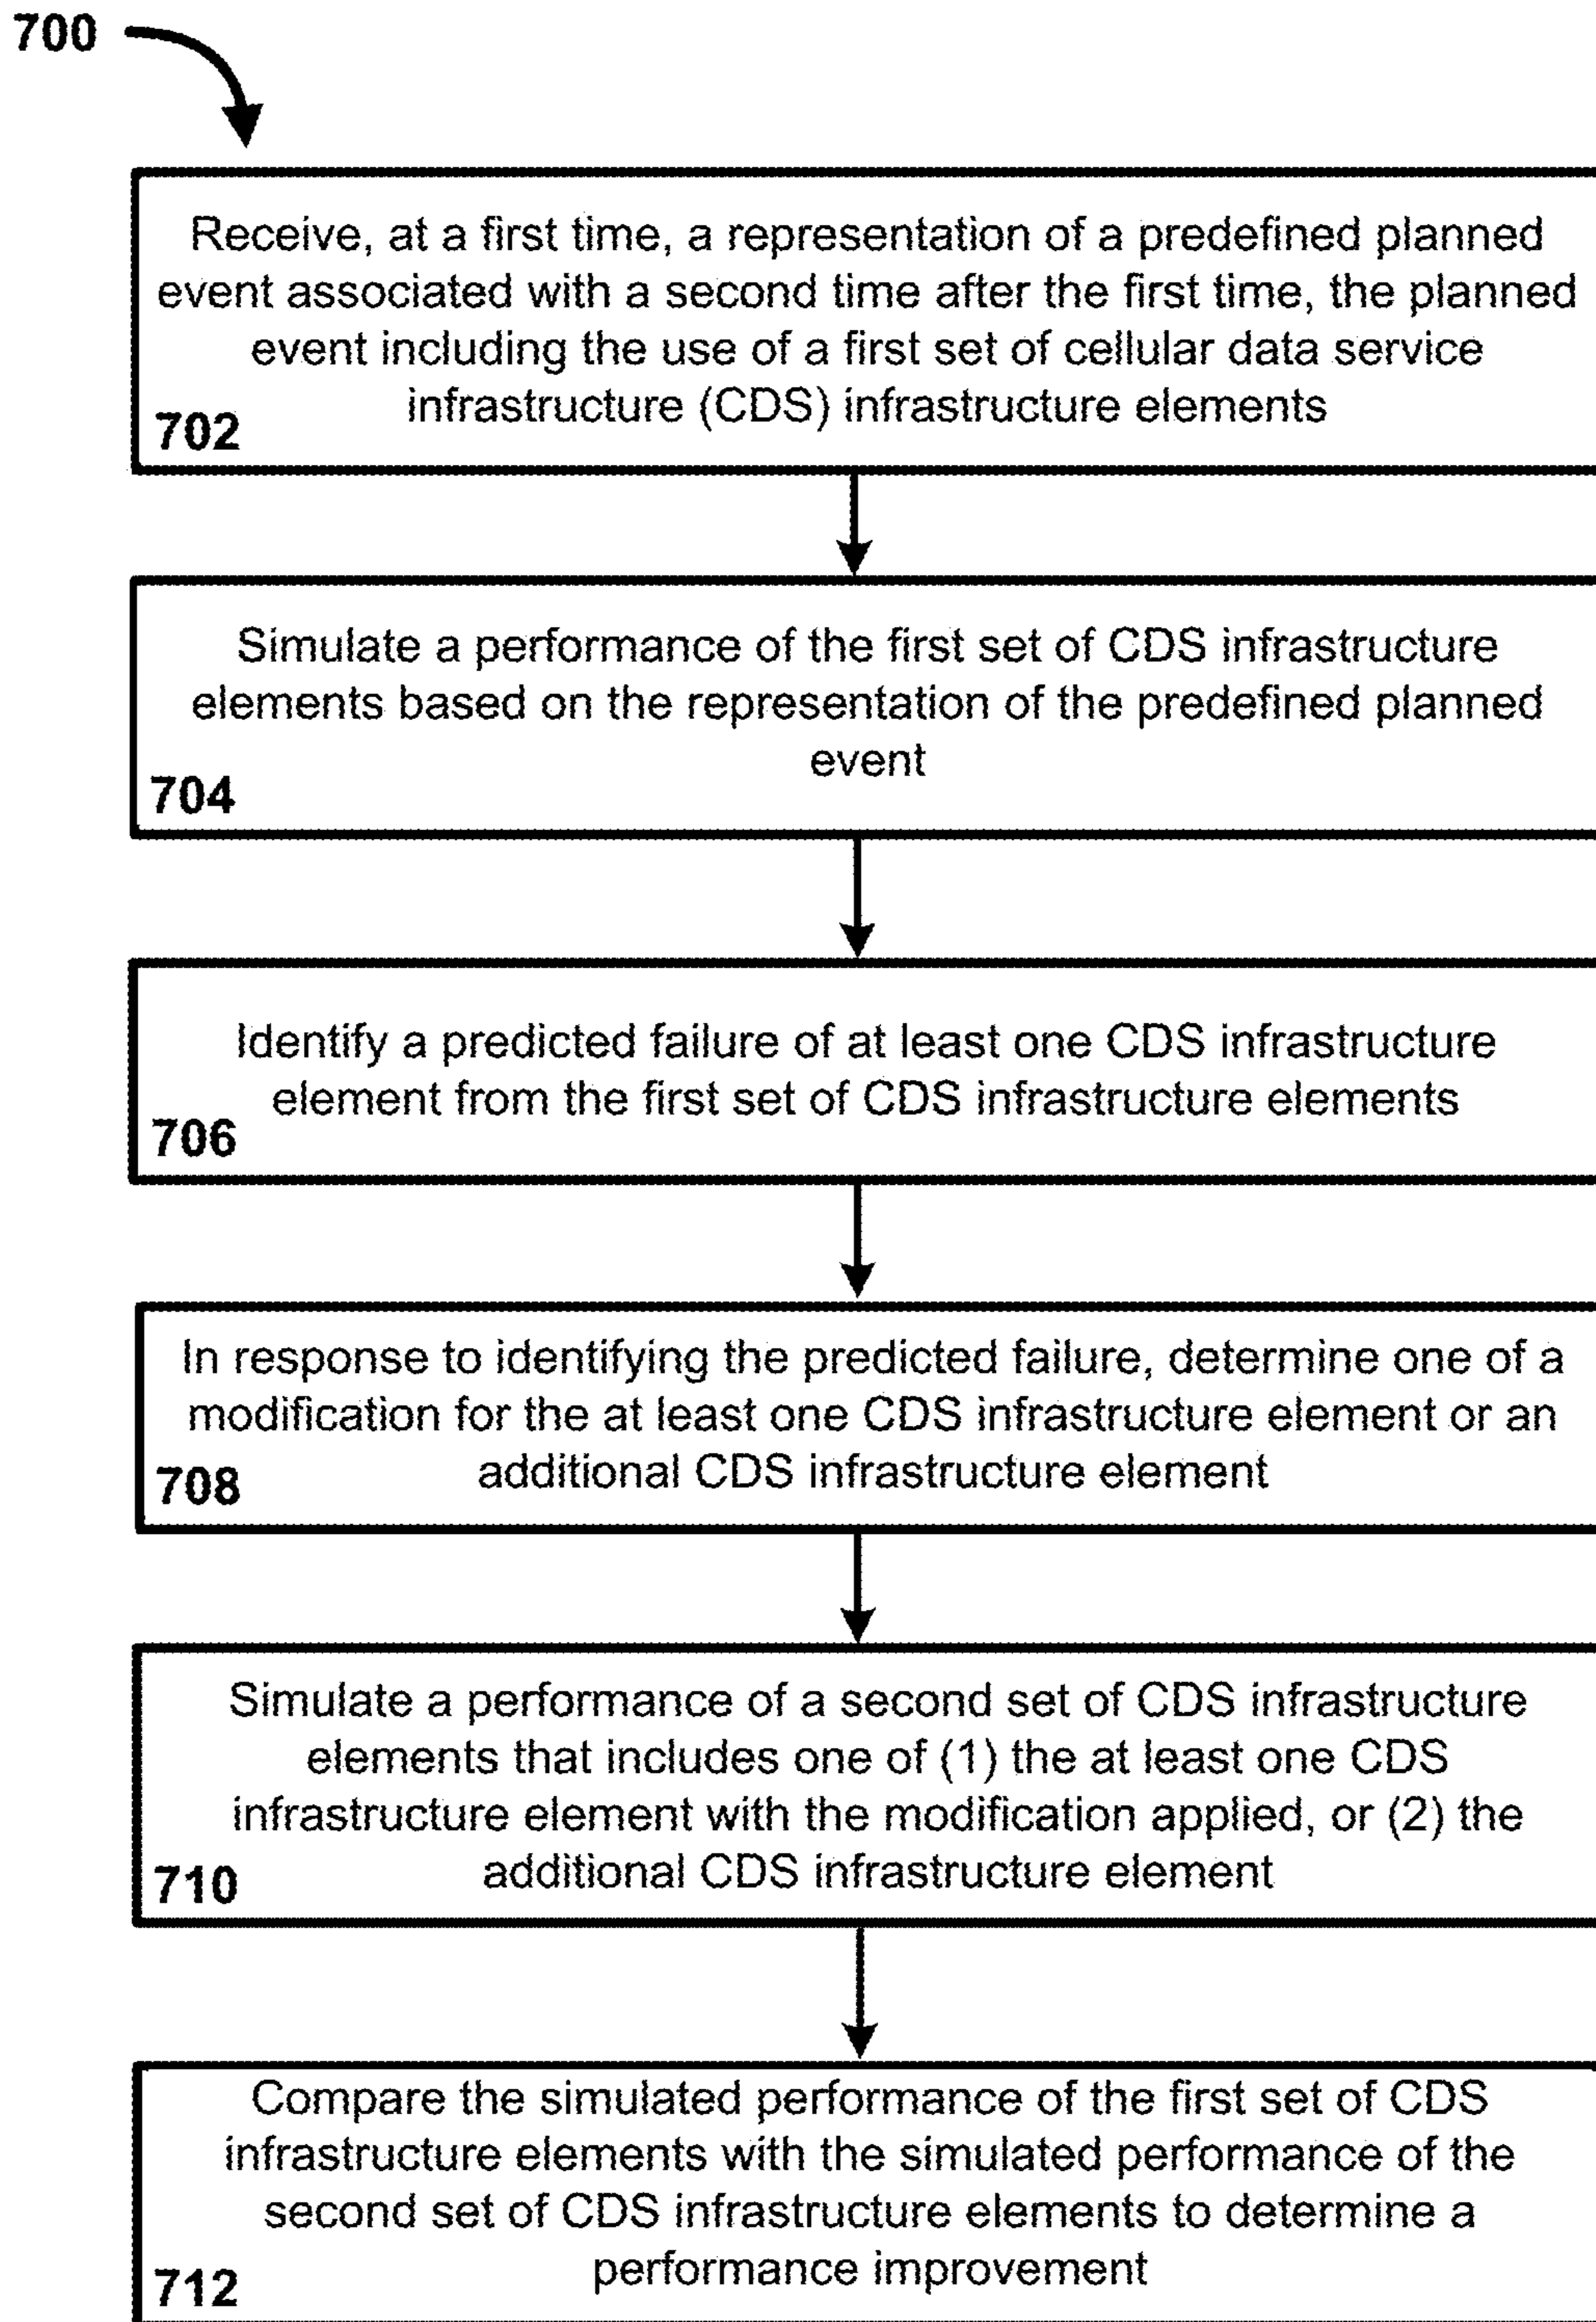 700
Receive, at a first time, a representation of a predefined planned
event associated with a second time after the first time, the planned
event including the use of a first set of cellular data service
infrastructure (CDS) infrastructure elements
702
Simulate a performance of the first set of CDS infrastructure
elements based on the representation of the predefined planned
event
704
Identify a predicted failure of at least one CDS infrastructure
element from the first set of CDS infrastructure elements
706
In response to identifying the predicted failure, determine one of a
modification for the at least one CDS infrastructure element or an
additional CDS infrastructure element
708
Simulate a performance of a second set of CDS infrastructure
elements that includes one of (1) the at least one CDS
infrastructure element with the modification applied, or (2) the
additional CDS infrastructure element
710
Compare the simulated performance of the first set of CDS
infrastructure elements with the simulated performance of the
second set of CDS infrastructure elements to determine a
performance improvement
712